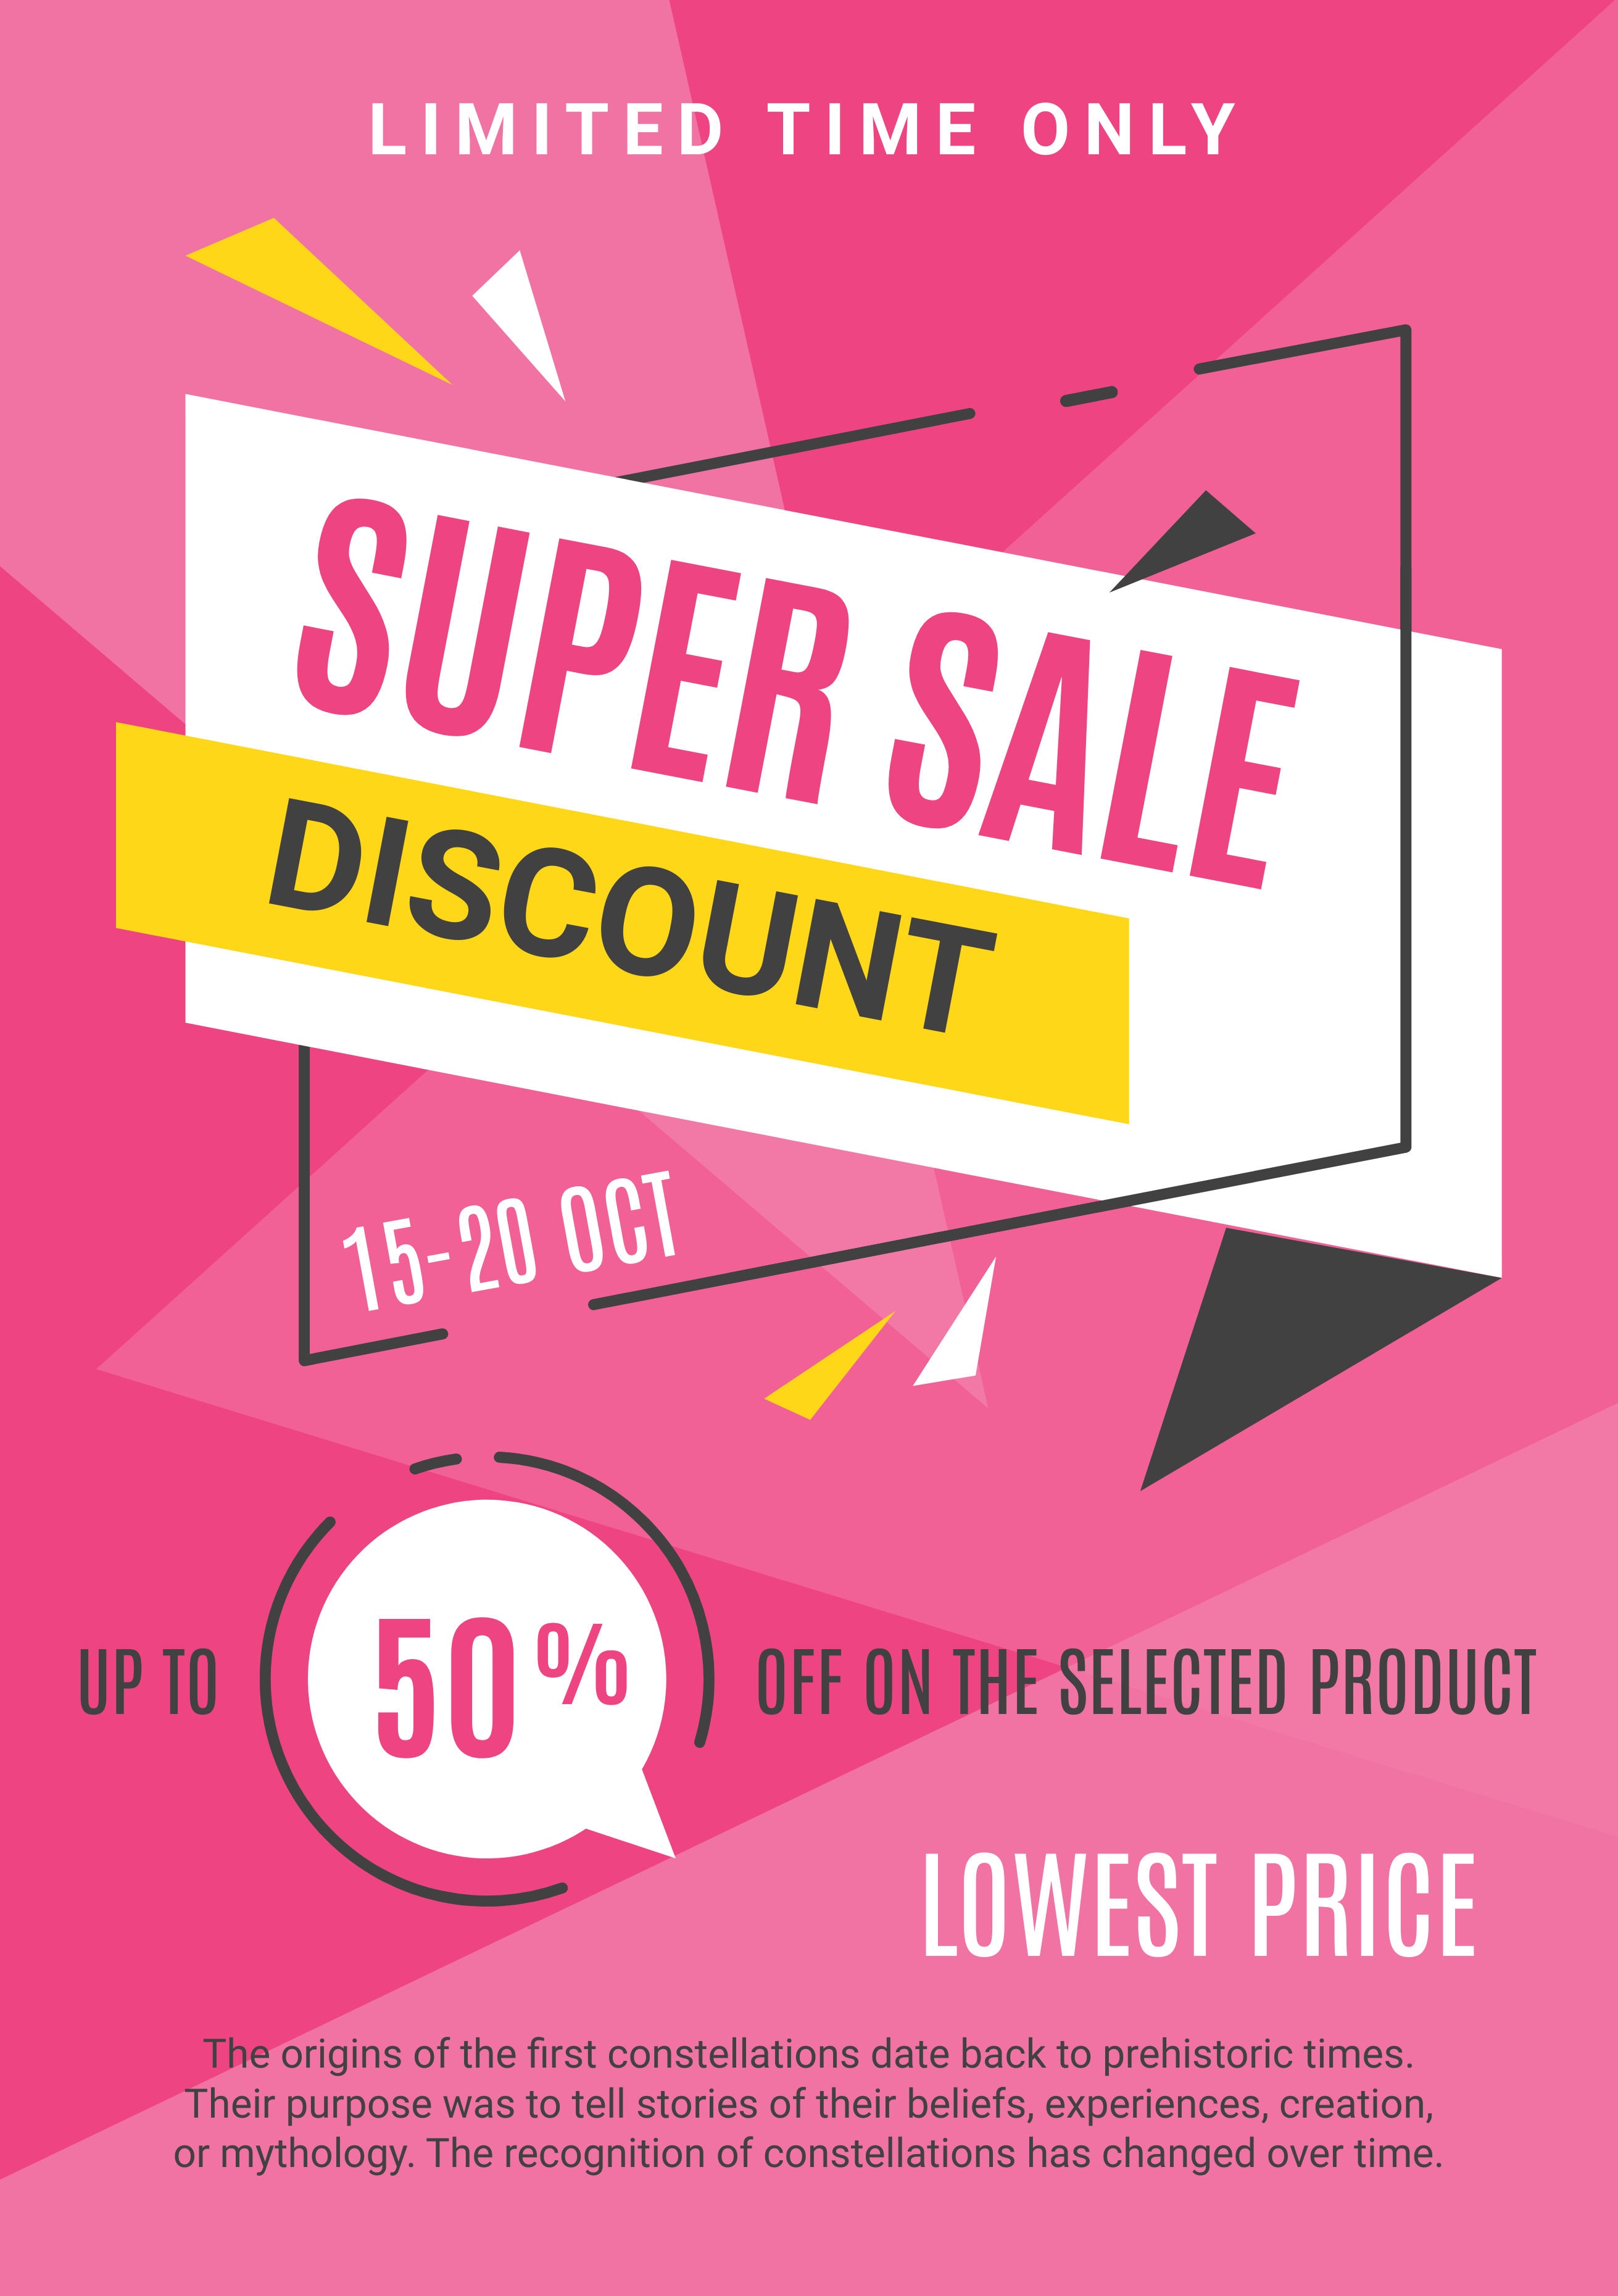 LIMITED TIME ONLY
SUPER SALE
DISCOUNT
15-20 OCT
UP TO 50% OFF ON THE SELECTED PRODUCT
LOWEST PRICE
The origins of the first constellations date back to prehistoric times.
Their purpose was to tell stories of their beliefs, experiences, creation,
or mythology. The recognition of constellations has changed over time.